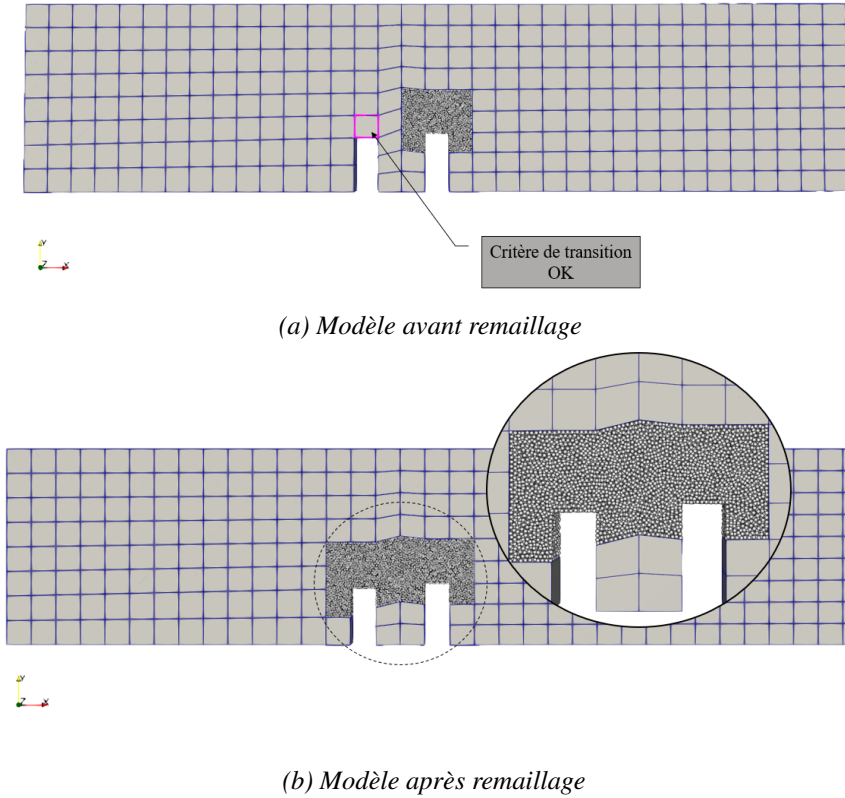 Critère de transition
OK
Y
Z
X
(a) Modèle avant remaillage
Y
Z
X
(b) Modèle après remaillage